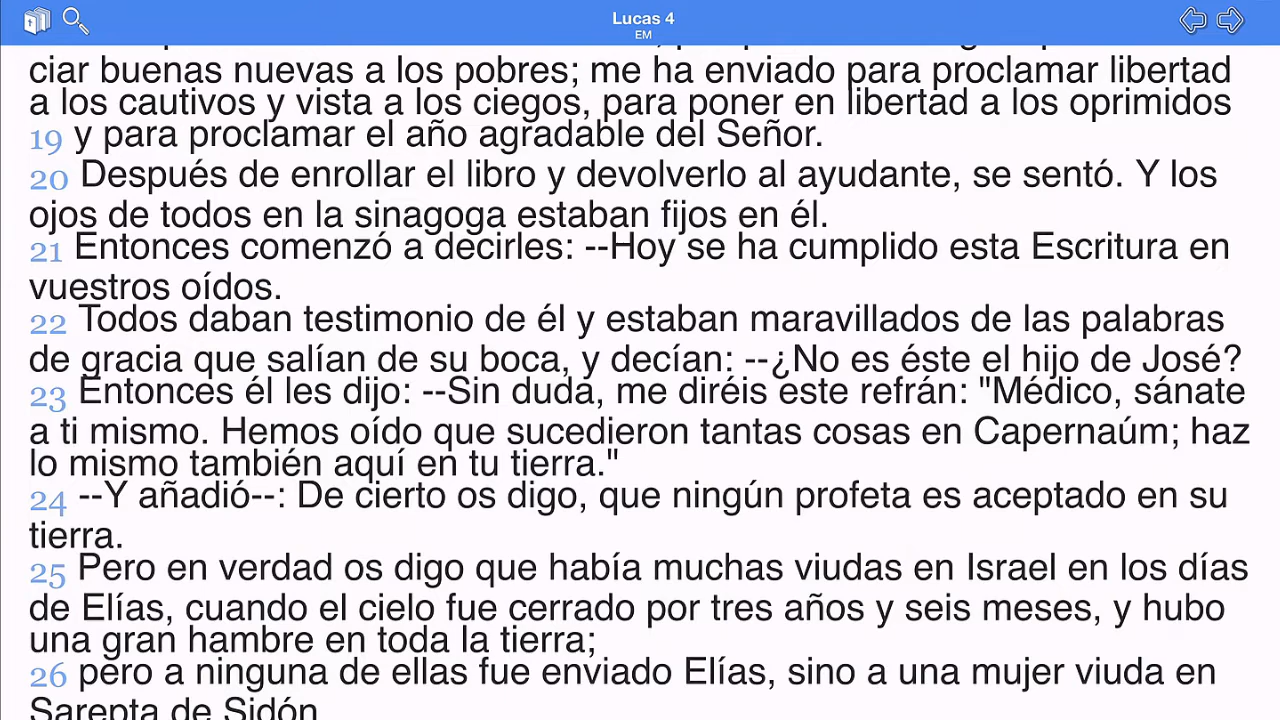 Lucas 4
EM
ciar buenas nuevas a los pobres; me ha enviado para proclamar libertad
a los cautivos y vista a los ciegos, para poner en libertad a los oprimidos
19 y para proclamar el año agradable del Señor.
20 Después de enrollar el libro y devolverlo al ayudante, se sentó. Y los
ojos de todos en la sinagoga estaban fijos en él.
21 Entonces comenzó a decirles: --Hoy se ha cumplido esta Escritura en
vuestros oídos.
22 Todos daban testimonio de él y estaban maravillados de las palabras
de gracia que salían de su boca, y decían: --¿No es éste el hijo de José?
23 Entonces él les dijo: --Sin duda, me diréis este refrán: "Médico, sánate
a ti mismo. Hemos oído que sucedieron tantas cosas en Capernaúm; haz
lo mismo también aquí en tu tierra."
24 --Y añadió--: De cierto os digo, que ningún profeta es aceptado en su
tierra.
25 Pero en verdad os digo que había muchas viudas en Israel en los días
de Elías, cuando el cielo fue cerrado por tres años y seis meses, y hubo
una gran hambre en toda la tierra;
26 pero a ninguna de ellas fue enviado Elías, sino a una mujer viuda en
Sarepta de Sidón